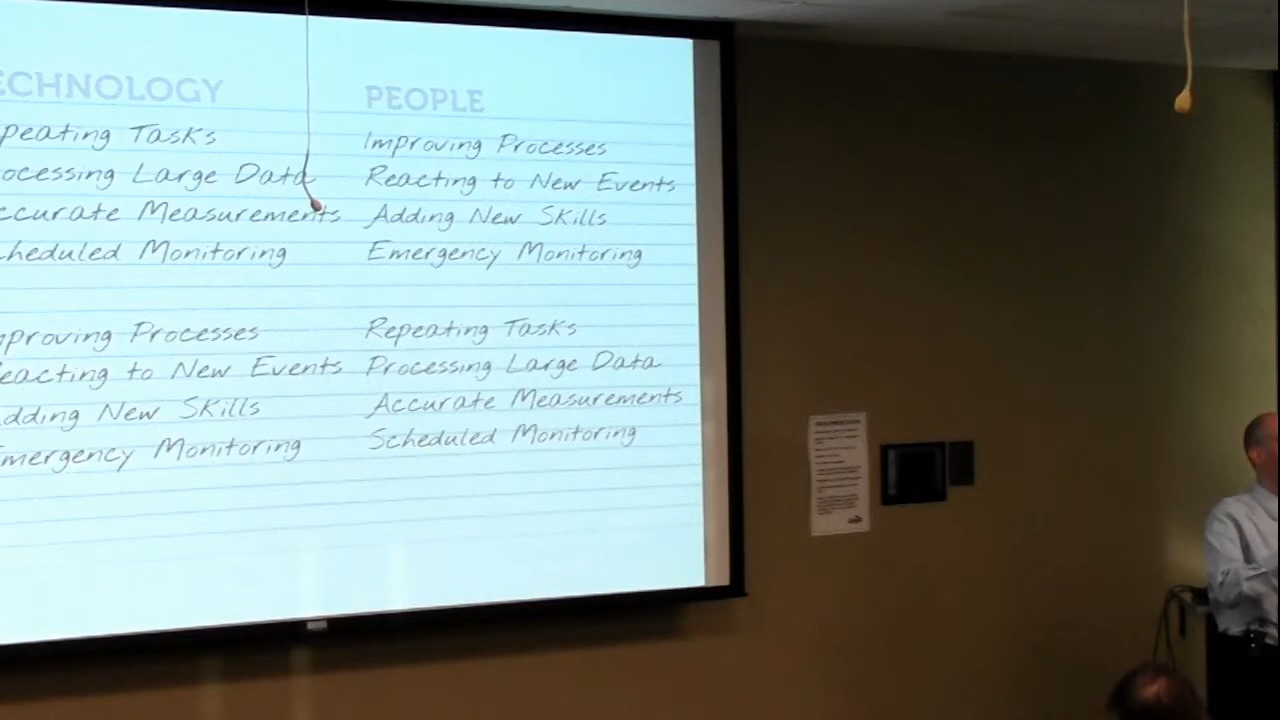 ECHNOLOGY
peating Tasks
ocessing Large Data
ccurate Measurements
heduled Monitoring
mproving Processes
eacting to New Events
dding New Skills
mergency Monitoring
PEOPLE
Improving Processes
Reacting to New Events
Adding New Skills
Emergency Monitoring
Repeating Tasks
Processing Large Data
Accurate Measurements
Scheduled Monitoring